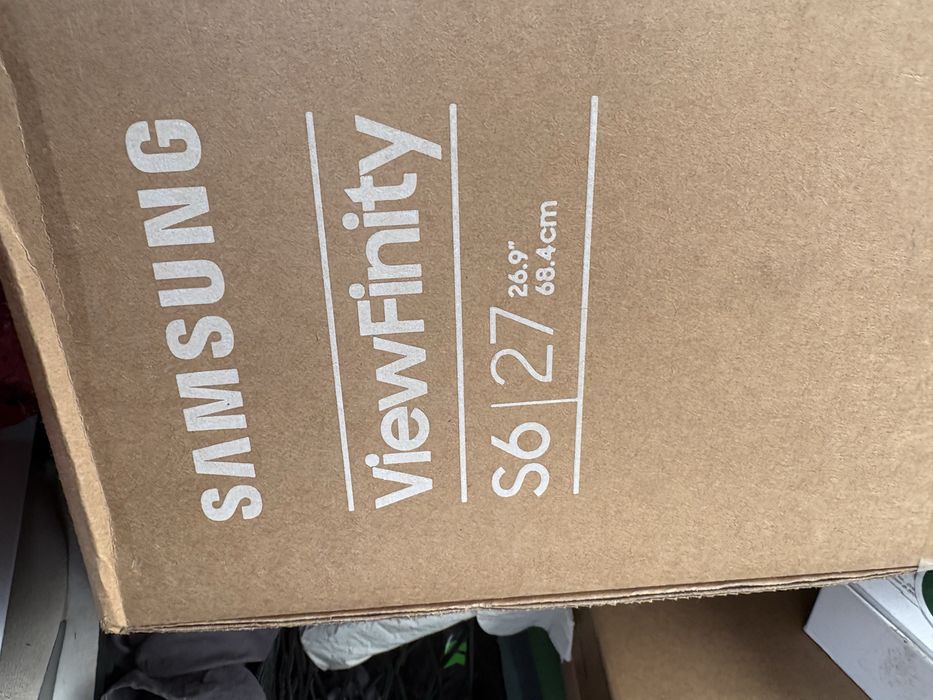 SAMSUNG
ViewFinity
S6 | 27 26.9"
68.4cm